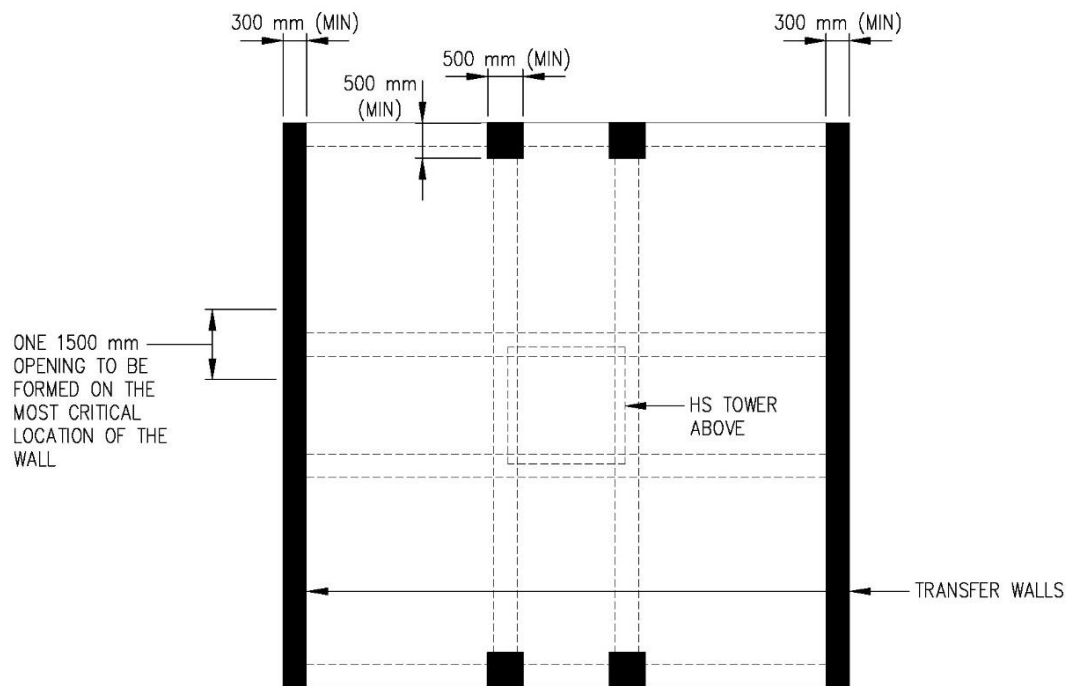 300 mm (MIN)
300 mm (MIN)
500 mm (MIN)
500 mm
(MIN)
ONE 1500 mm
OPENING TO BE
FORMED ON THE
MOST CRITICAL
LOCATION OF THE
WALL
HS TOWER
ABOVE
TRANSFER WALLS